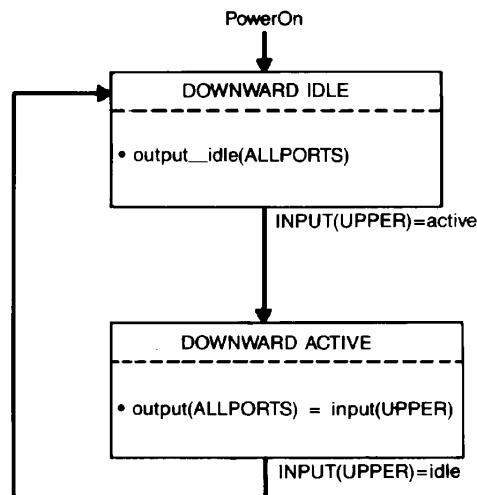 PowerOn
DOWNWARD IDLE
• output__idle(ALLPORTS)
INPUT(UPPER)=active
DOWNWARD ACTIVE
• output(ALLPORTS) = input(UPPER)
INPUT(UPPER)=idle